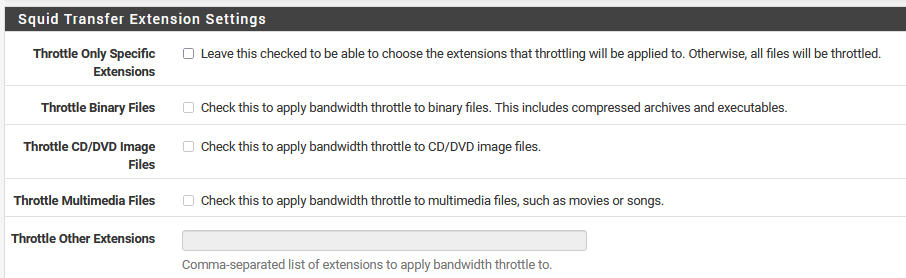 Squid Transfer Extension Settings
Throttle Only Specific
Extensions
Leave this checked to be able to choose the extensions that throttling will be applied to. Otherwise, all files will be throttled.
Throttle Binary Files
Check this to apply bandwidth throttle to binary files. This includes compressed archives and executables.
Throttle CD/DVD Image
Files
Check this to apply bandwidth throttle to CD/DVD image files.
Throttle Multimedia Files
Check this to apply bandwidth throttle to multimedia files, such as movies or songs.
Throttle Other Extensions
Comma-separated list of extensions to apply bandwidth throttle to.